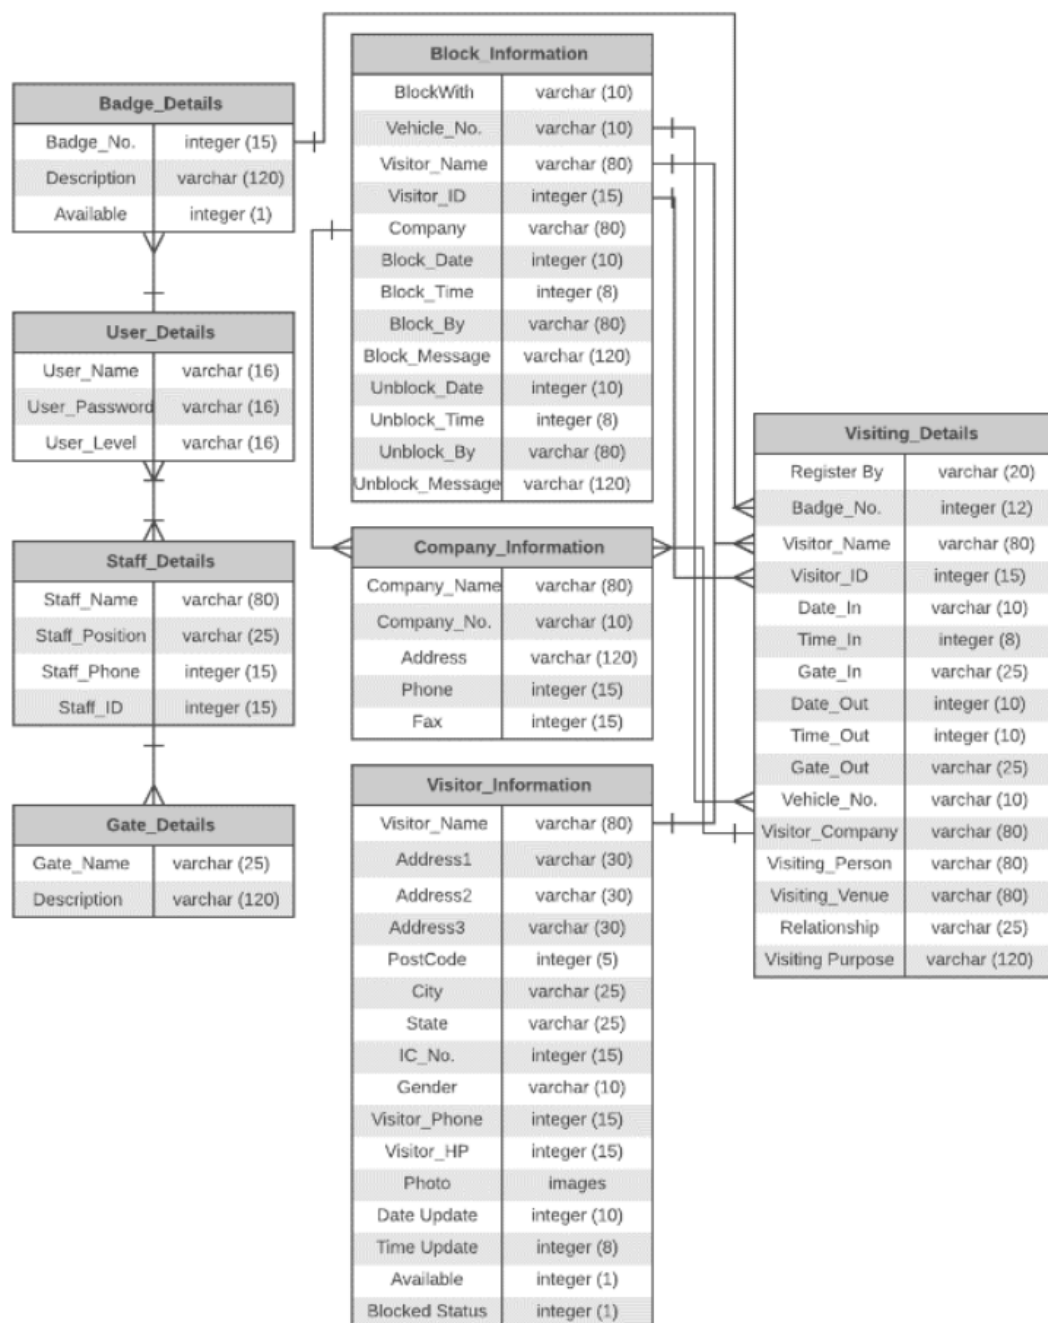 Badge_Details
Badge_No. integer (15)
Description varchar (120)
Available integer (1)
User_Details
User_Name varchar (16)
User_Password varchar (16)
User_Level varchar (16)
Staff_Details
Staff_Name varchar (80)
Staff_Position varchar (25)
Staff_Phone integer (15)
Staff_ID integer (15)
Gate_Details
Gate_Name varchar (25)
Description varchar (120)
Block_Information
BlockWith varchar (10)
Vehicle_No. varchar (10)
Visitor_Name varchar (80)
Visitor_ID integer (15)
Company varchar (80)
Block_Date integer (10)
Block_Time integer (8)
Block_By varchar (80)
Block_Message varchar (120)
Unblock_Date integer (10)
Unblock_Time integer (8)
Unblock_By varchar (80)
Unblock_Message varchar (120)
Company_Information
Company_Name varchar (80)
Company_No. varchar (10)
Address varchar (120)
Phone integer (15)
Fax integer (15)
Visitor_Information
Visitor_Name varchar (80)
Address1 varchar (30)
Address2 varchar (30)
Address3 varchar (30)
PostCode integer (5)
City varchar (25)
State varchar (25)
IC_No. integer (15)
Gender varchar (10)
Visitor_Phone integer (15)
Visitor_HP integer (15)
Photo images
Date Update integer (10)
Time Update integer (8)
Available integer (1)
Blocked Status integer (1)
Visiting_Details
Register By varchar (20)
Badge_No. integer (12)
Visitor_Name varchar (80)
Visitor_ID integer (15)
Date_In varchar (10)
Time_In integer (8)
Gate_In varchar (25)
Date_Out integer (10)
Time_Out integer (10)
Gate_Out varchar (25)
Vehicle_No. varchar (10)
Visitor_Company varchar (80)
Visiting_Person varchar (80)
Visiting_Venue varchar (80)
Relationship varchar (25)
Visiting Purpose varchar (120)